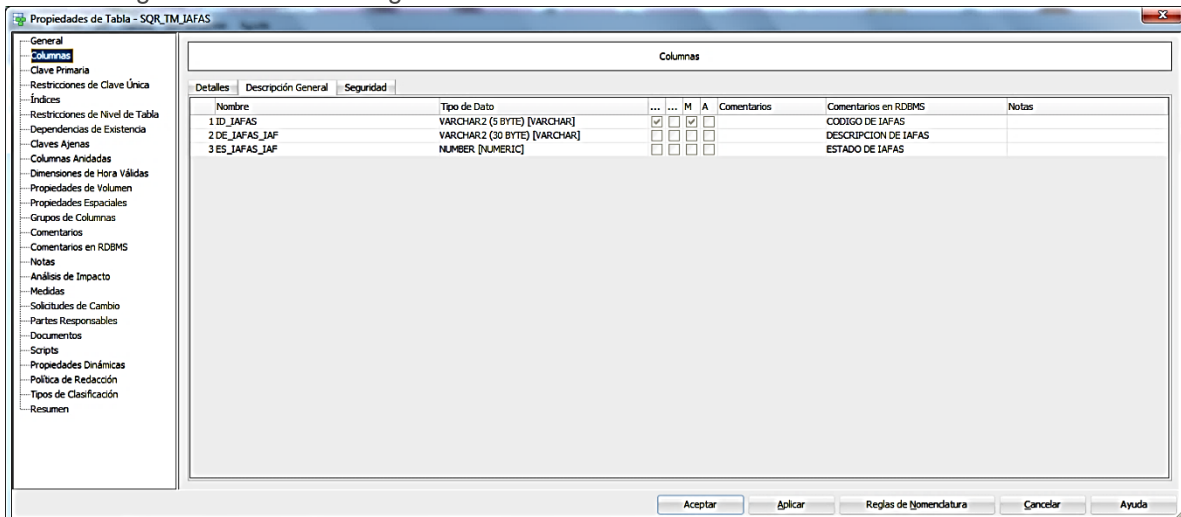 Propiedades de Tabla - SQR_TM_IAFAS
General
Columnas
Clave Primaria
Restricciones de Clave Única
Índices
Restricciones de Nivel de Tabla
Dependencias de Existencia
Claves Ajenas
Columnas Anidadas
Dimensiones de Hora Válidas
Propiedades de Volumen
Propiedades Espaciales
Grupos de Columnas
Comentarios
Comentarios en RDBMS
Notas
Análisis de Impacto
Medidas
Solicitudes de Cambio
Partes Responsables
Documentos
Scripts
Propiedades Dinámicas
Política de Redacción
Tipos de Clasificación
Resumen
Columnas
Detalles Descripción General Seguridad
Nombre Tipo de Dato ... ... M A Comentarios Comentarios en RDBMS Notas
1 ID_IAFAS VARCHAR2 (5 BYTE) [VARCHAR] CODIGO DE IAFAS
2 DE_IAFAS_IAF VARCHAR2 (30 BYTE) [VARCHAR] DESCRIPCION DE IAFAS
3 ES_IAFAS_IAF NUMBER [NUMERIC] ESTADO DE IAFAS
Aceptar Aplicar Reglas de Nomenclatura Cancelar Ayuda